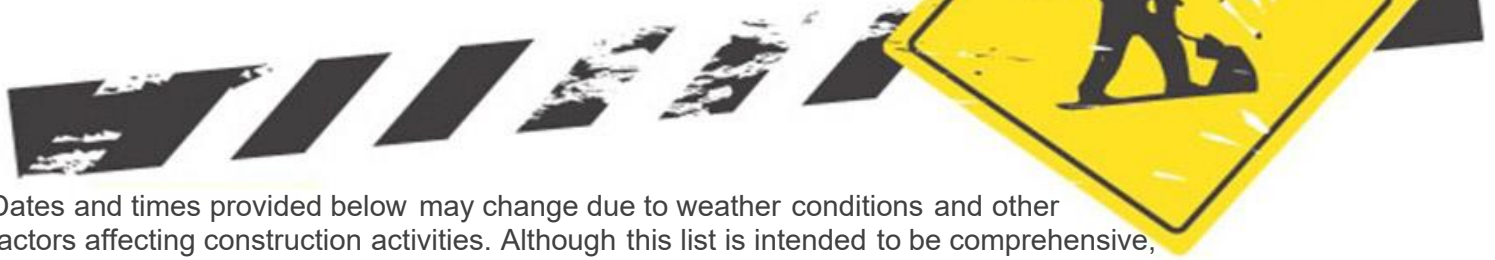 Dates and times provided below may change due to weather conditions and other
factors affecting construction activities. Although this list is intended to be comprehensive,